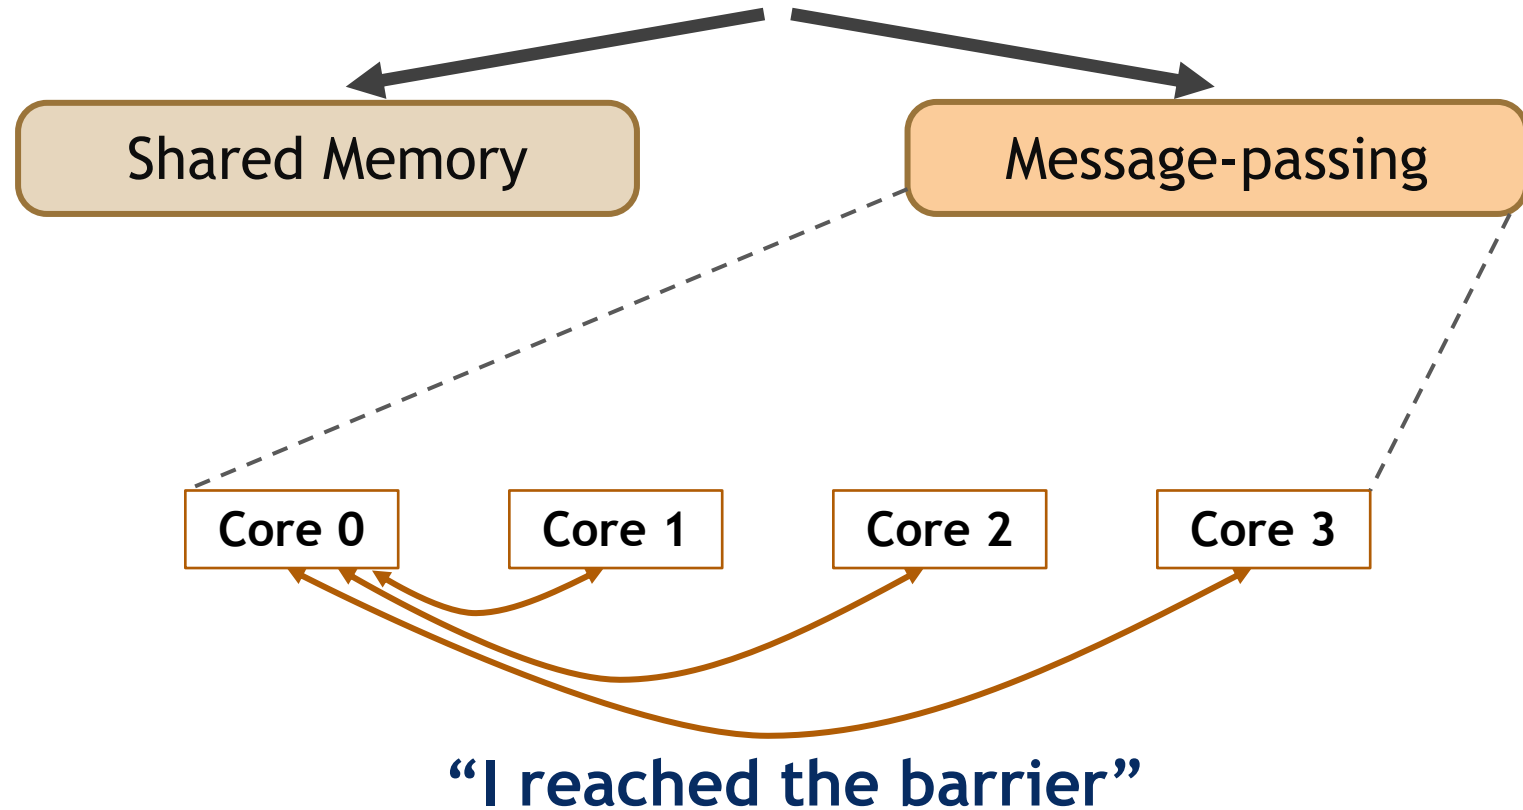 Shared Memory
Message-passing
Core 0
Core 1
Core 2
Core 3
“I reached the barrier”